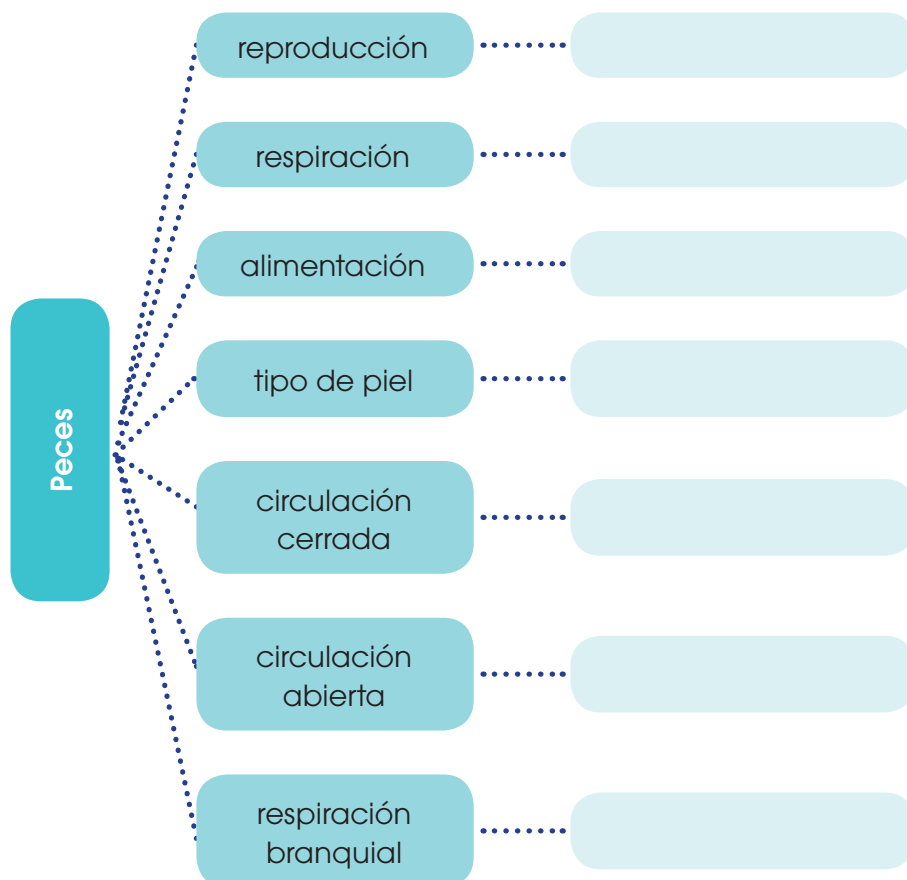 reproducción
respiración
alimentación
tipo de piel
Peces
circulación
cerrada
circulación
abierta
respiración
branquial